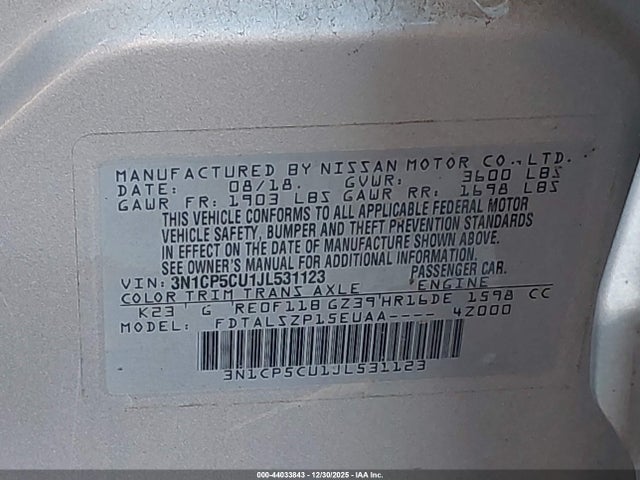 MANUFACTURED BY NISSAN MOTOR CO.,LTD.
DATE: 08/18. GVWR: 3600 LBS
GAWR FR: 1903 LBS GAWR RR: 1698 LBS
THIS VEHICLE CONFORMS TO ALL APPLICABLE FEDERAL MOTOR
VEHICLE SAFETY, BUMPER AND THEFT PREVENTION STANDARDS
IN EFFECT ON THE DATE OF MANUFACTURE SHOWN ABOVE.
SEE OWNER'S MANUAL FOR ADDITIONAL INFORMATION.
VIN: 3N1CP5CU1JL531123 PASSENGER CAR.
COLOR TRIM TRANS AXLE ENGINE
K23 G RE0F11B GZ39 HR16DE 1598 CC
MODEL: FDTALSZP15EUAA---- 4Z000
3N1CP5CU1JL531123
000-44033843 - 12/30/2025 - IAA Inc.